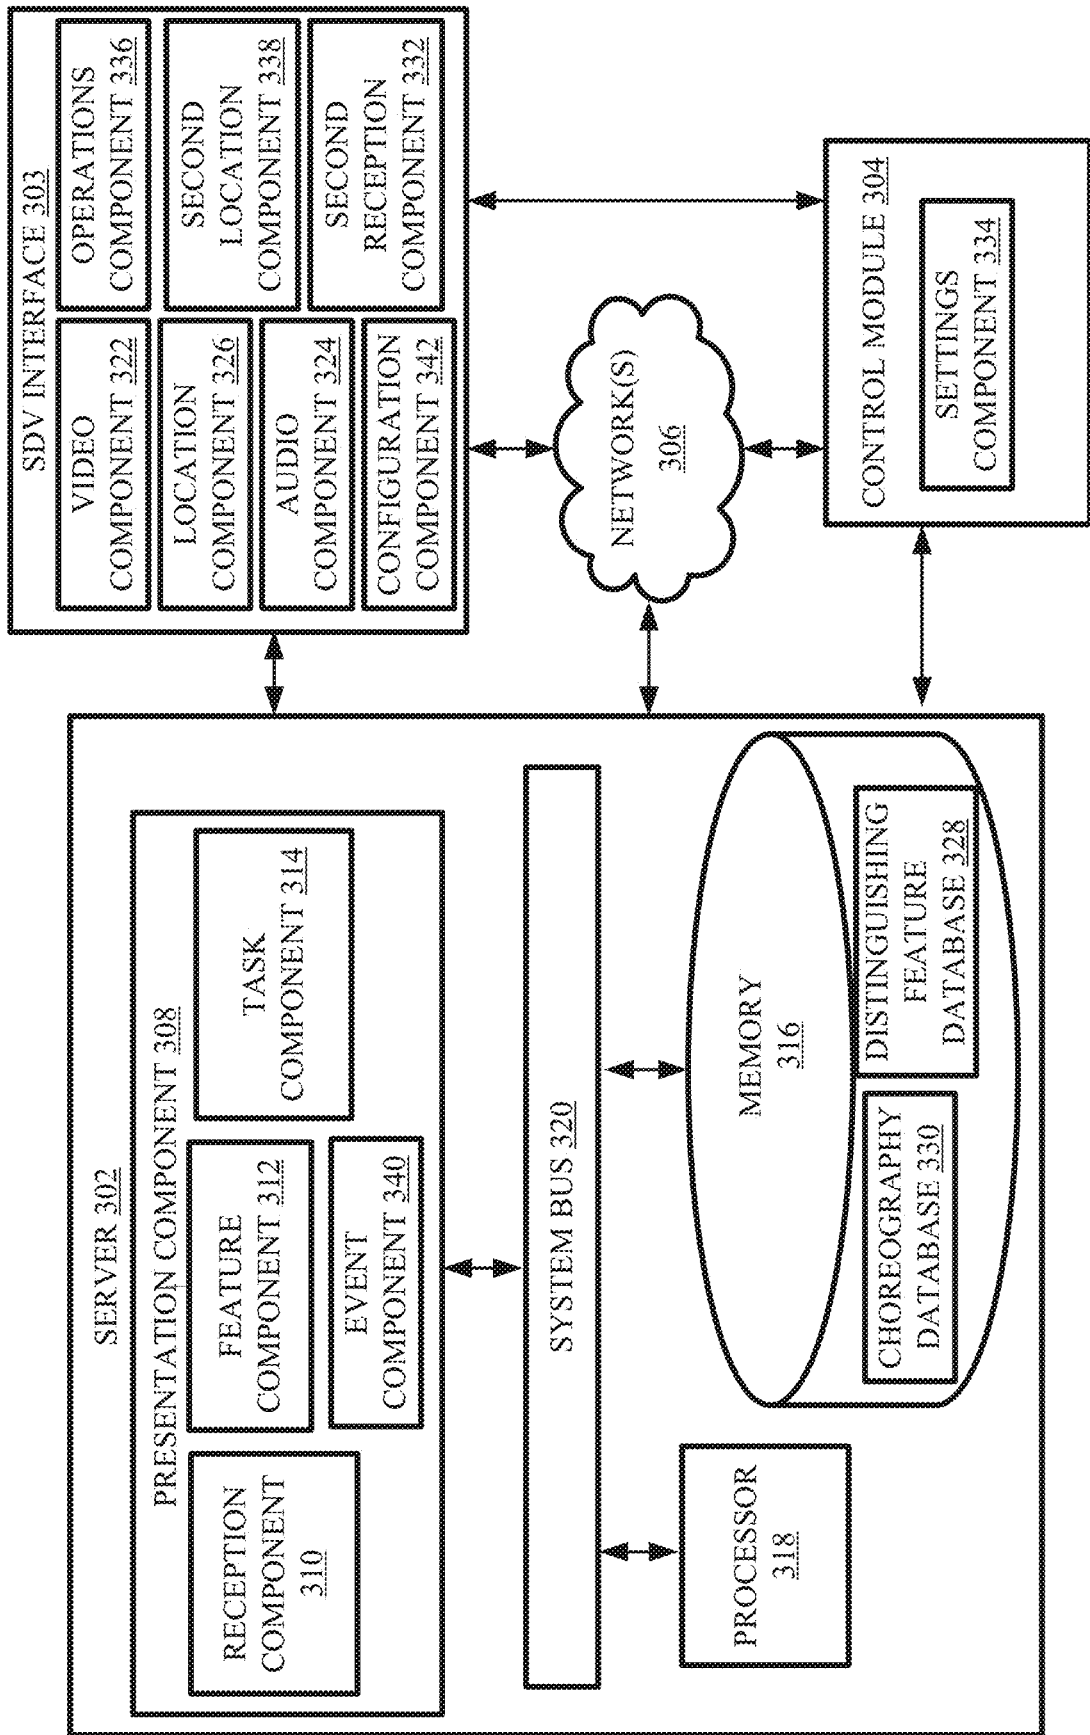 SERVER 302
PRESENTATION COMPONENT 308
RECEPTION
COMPONENT
310
FEATURE
COMPONENT 312
TASK
COMPONENT 314
EVENT
COMPONENT 340
SYSTEM BUS 320
PROCESSOR
318
MEMORY
316
CHOREOGRAPHY
DATABASE 330
DISTINGUISHING
FEATURE
DATABASE 328
SDV INTERFACE 303
VIDEO
COMPONENT 322
OPERATIONS
COMPONENT 336
LOCATION
COMPONENT 326
SECOND
LOCATION
COMPONENT 338
AUDIO
COMPONENT 324
SECOND
RECEPTION
COMPONENT 332
CONFIGURATION
COMPONENT 342
NETWORK(S)
306
CONTROL MODULE 304
SETTINGS
COMPONENT 334